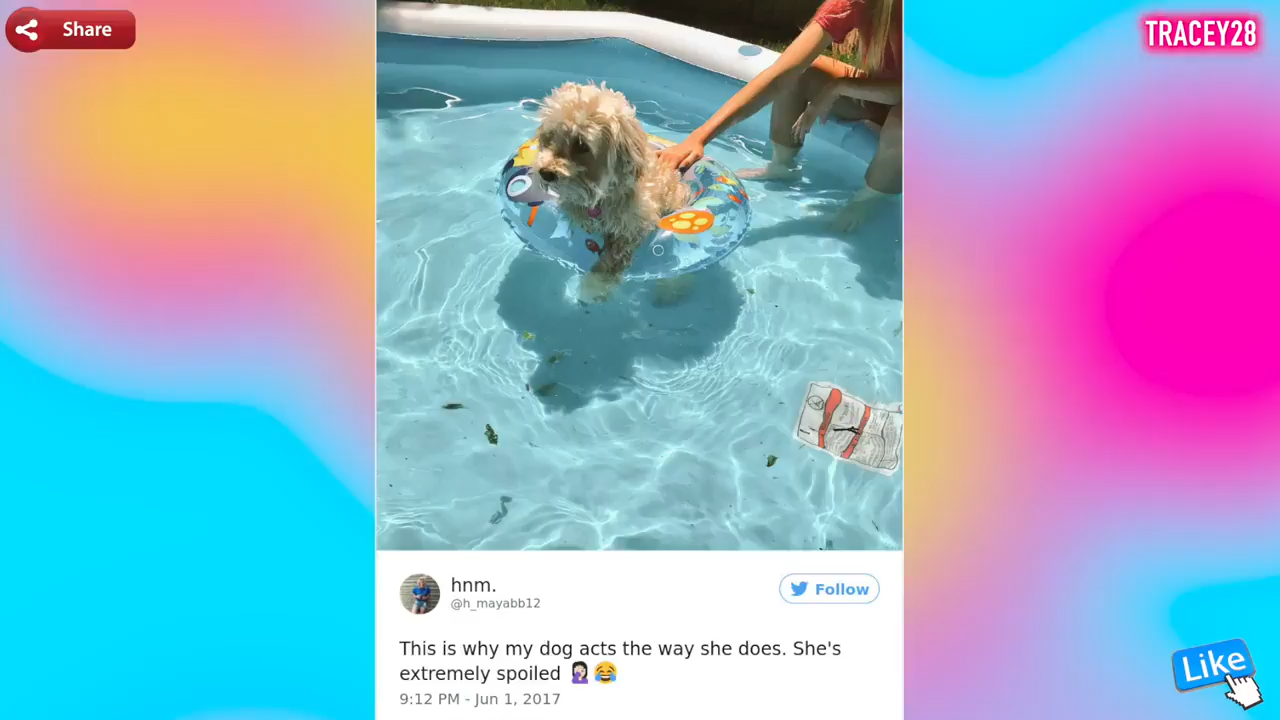 Share
TRACEY28
hnm.
@h_mayabb12
Follow
This is why my dog acts the way she does. She's
extremely spoiled 🤦🏻‍♀️😂
9:12 PM - Jun 1, 2017
Like